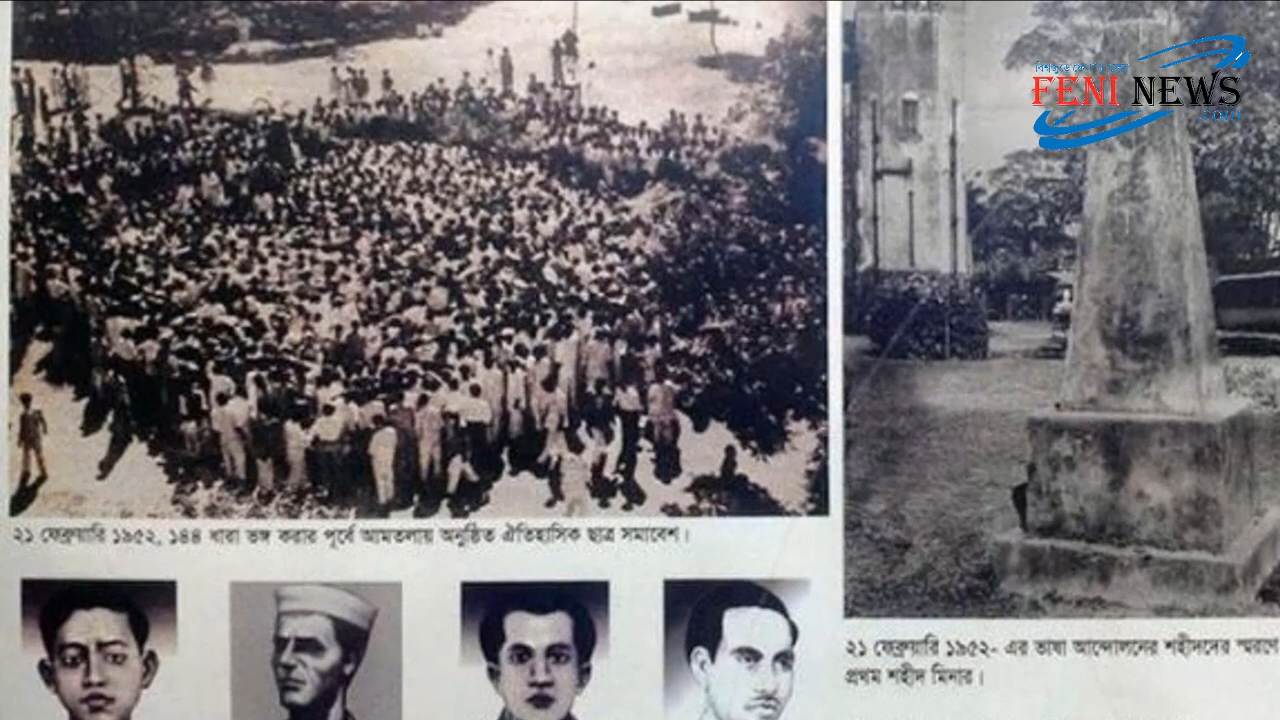 FENI NEWS
২১ ফেব্রুয়ারি ১৯৫২, ১৪৪ ধারা ভঙ্গ করার পূর্বে আমতলায় অনুষ্ঠিত ঐতিহাসিক ছাত্র সমাবেশ।
২১ ফেব্রুয়ারি ১৯৫২- এর ভাষা আন্দোলনের শহীদদের স্মরণে
প্রথম শহীদ মিনার।